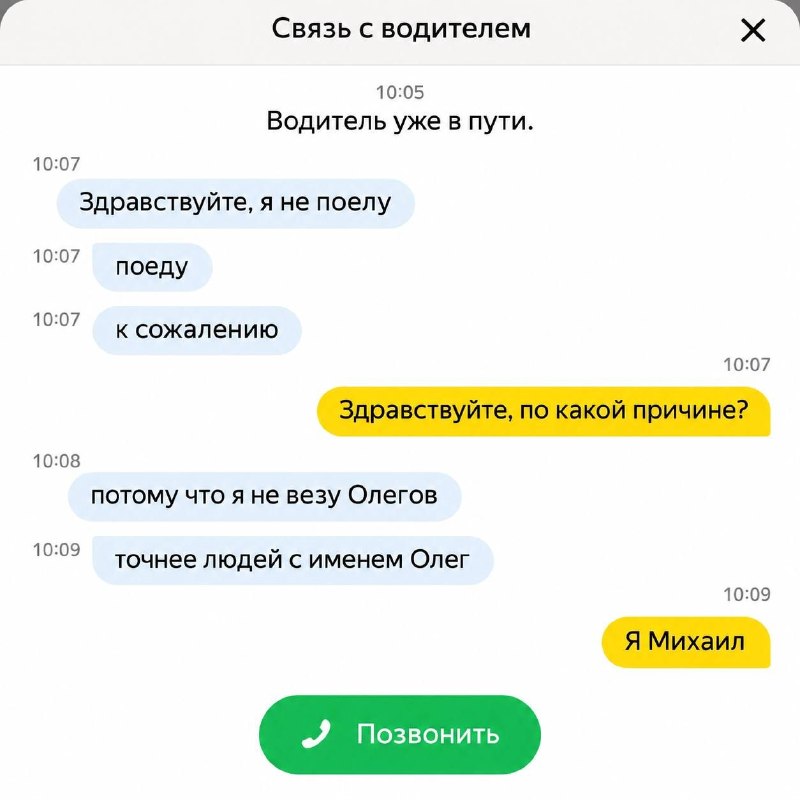 Связь с водителем
10:05
Водитель уже в пути.
10:07
Здравствуйте, я не поелу
10:07
поеду
10:07
к сожалению
10:07
Здравствуйте, по какой причине?
10:08
потому что я не везу Олегов
10:09
точнее людей с именем Олег
10:09
Я Михаил
Позвонить